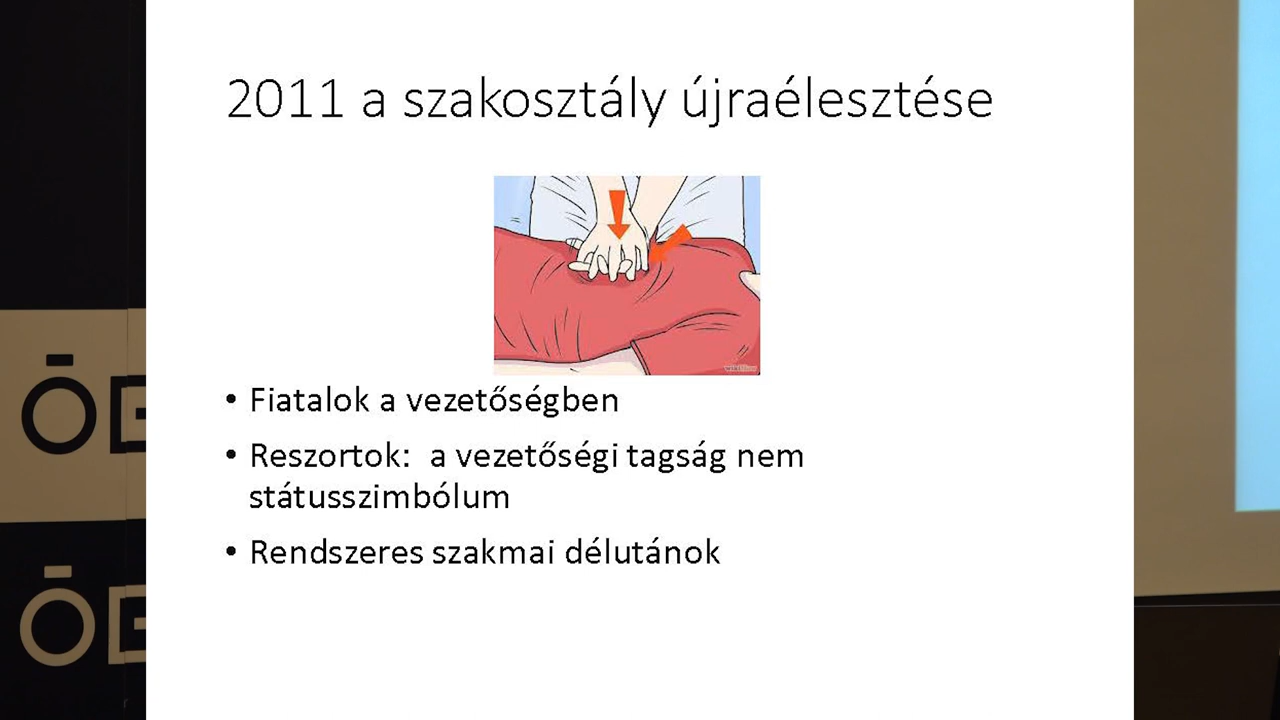 2011 a szakosztály újraélesztése
• Fiatalok a vezetőségben
• Reszortok:  a vezetőségi tagság nem
státusszimbólum
• Rendszeres szakmai délutánok